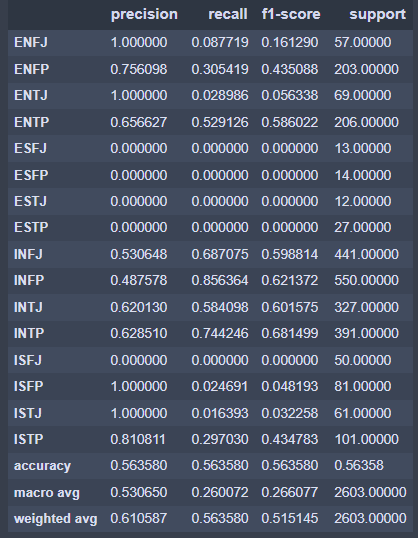 precision recall f1-score support
ENFJ 1.000000 0.087719 0.161290 57.00000
ENFP 0.756098 0.305419 0.435088 203.00000
ENTJ 1.000000 0.028986 0.056338 69.00000
ENTP 0.656627 0.529126 0.586022 206.00000
ESFJ 0.000000 0.000000 0.000000 13.00000
ESFP 0.000000 0.000000 0.000000 14.00000
ESTJ 0.000000 0.000000 0.000000 12.00000
ESTP 0.000000 0.000000 0.000000 27.00000
INFJ 0.530648 0.687075 0.598814 441.00000
INFP 0.487578 0.856364 0.621372 550.00000
INTJ 0.620130 0.584098 0.601575 327.00000
INTP 0.628510 0.744246 0.681499 391.00000
ISFJ 0.000000 0.000000 0.000000 50.00000
ISFP 1.000000 0.024691 0.048193 81.00000
ISTJ 1.000000 0.016393 0.032258 61.00000
ISTP 0.810811 0.297030 0.434783 101.00000
accuracy 0.563580 0.563580 0.563580 0.56358
macro avg 0.530650 0.260072 0.266077 2603.00000
weighted avg 0.610587 0.563580 0.515145 2603.00000